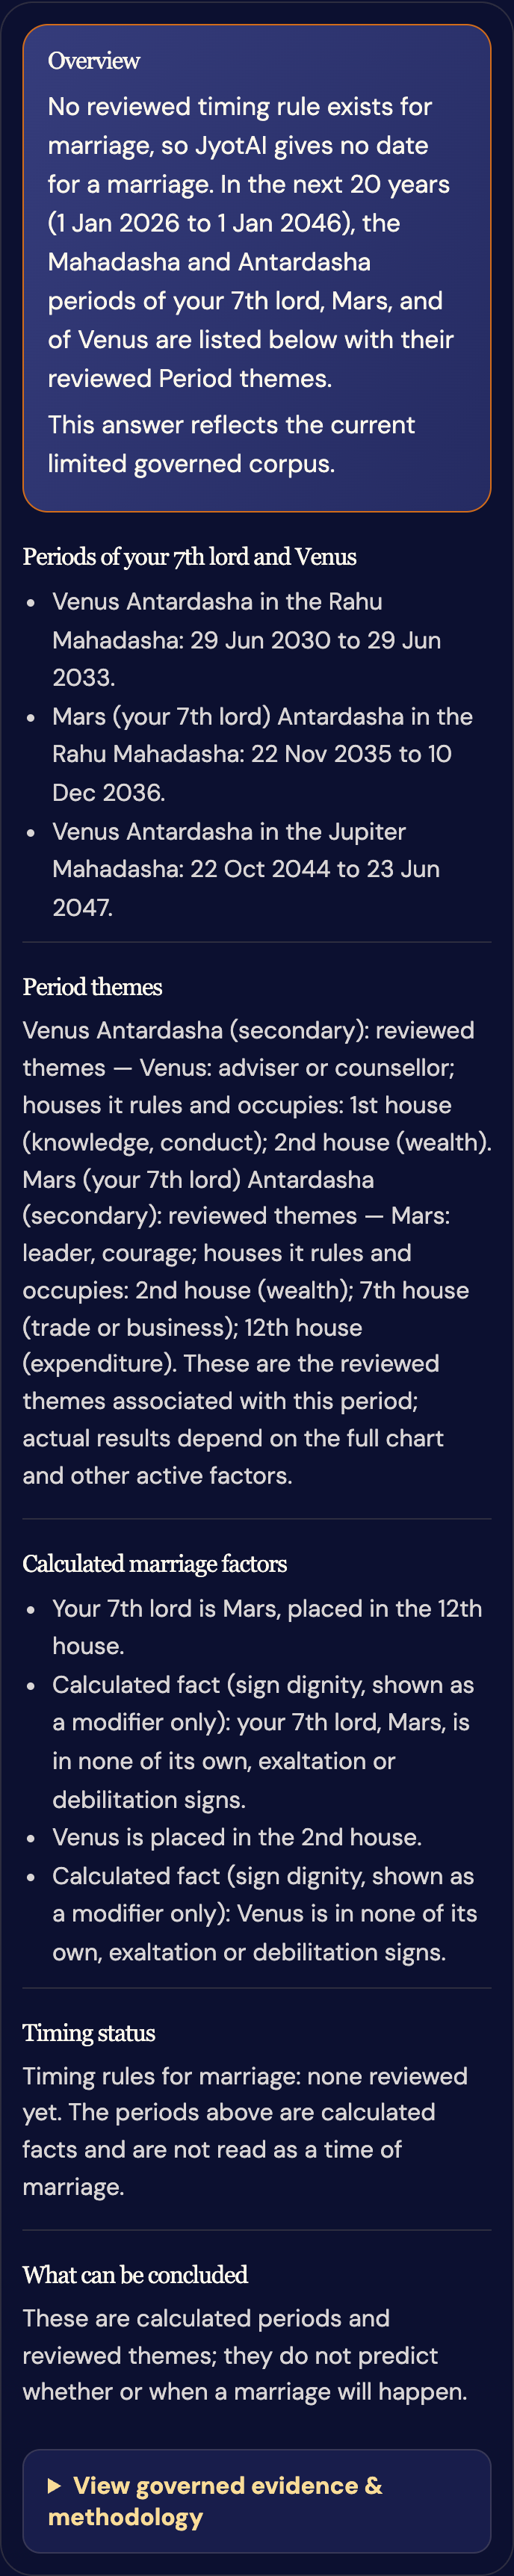 Overview
No reviewed timing rule exists for
marriage, so JyotAI gives no date
for a marriage. In the next 20 years
(1 Jan 2026 to 1 Jan 2046), the
Mahadasha and Antardasha
periods of your 7th lord, Mars, and
of Venus are listed below with their
reviewed Period themes.
This answer reflects the current
limited governed corpus.
Periods of your 7th lord and Venus
• Venus Antardasha in the Rahu
Mahadasha: 29 Jun 2030 to 29 Jun
2033.
• Mars (your 7th lord) Antardasha in the
Rahu Mahadasha: 22 Nov 2035 to 10
Dec 2036.
• Venus Antardasha in the Jupiter
Mahadasha: 22 Oct 2044 to 23 Jun
2047.
Period themes
Venus Antardasha (secondary): reviewed
themes — Venus: adviser or counsellor;
houses it rules and occupies: 1st house
(knowledge, conduct); 2nd house (wealth).
Mars (your 7th lord) Antardasha
(secondary): reviewed themes — Mars:
leader, courage; houses it rules and
occupies: 2nd house (wealth); 7th house
(trade or business); 12th house
(expenditure). These are the reviewed
themes associated with this period;
actual results depend on the full chart
and other active factors.
Calculated marriage factors
• Your 7th lord is Mars, placed in the 12th
house.
• Calculated fact (sign dignity, shown as
a modifier only): your 7th lord, Mars, is
in none of its own, exaltation or
debilitation signs.
• Venus is placed in the 2nd house.
• Calculated fact (sign dignity, shown as
a modifier only): Venus is in none of its
own, exaltation or debilitation signs.
Timing status
Timing rules for marriage: none reviewed
yet. The periods above are calculated
facts and are not read as a time of
marriage.
What can be concluded
These are calculated periods and
reviewed themes; they do not predict
whether or when a marriage will happen.
▶ View governed evidence &
methodology